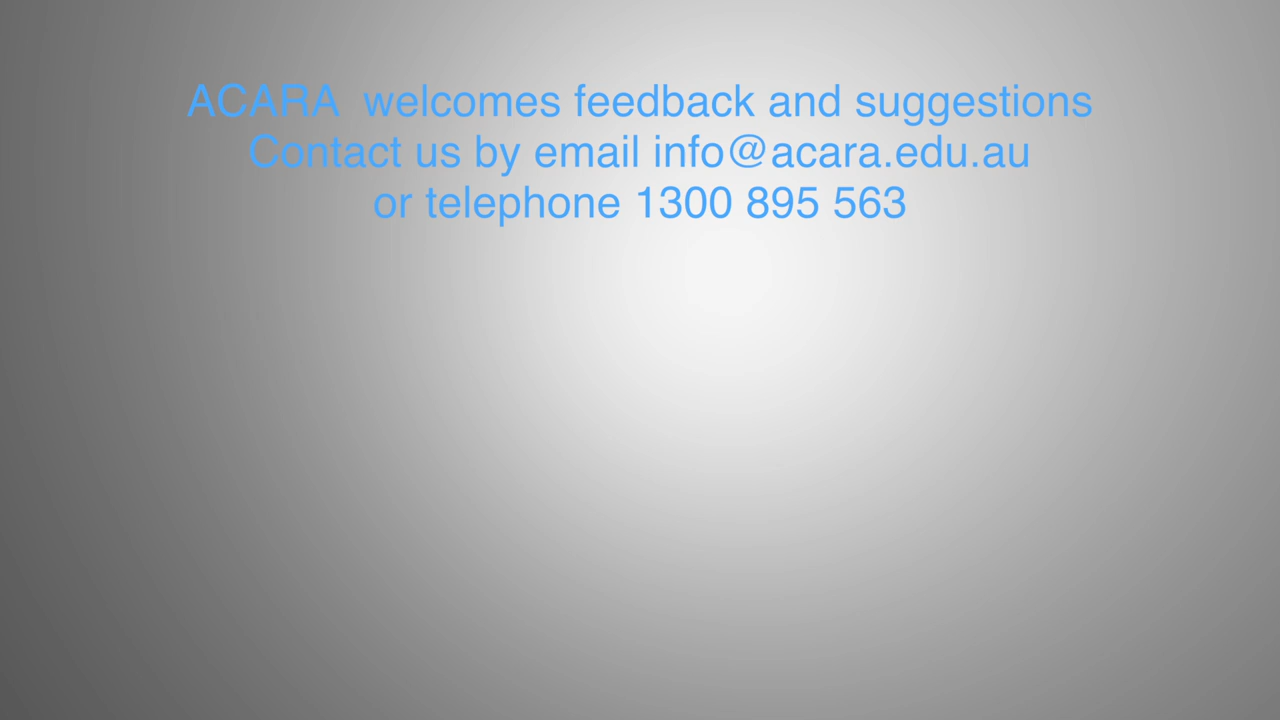 ACARA  welcomes feedback and suggestions
Contact us by email info@acara.edu.au
or telephone 1300 895 563